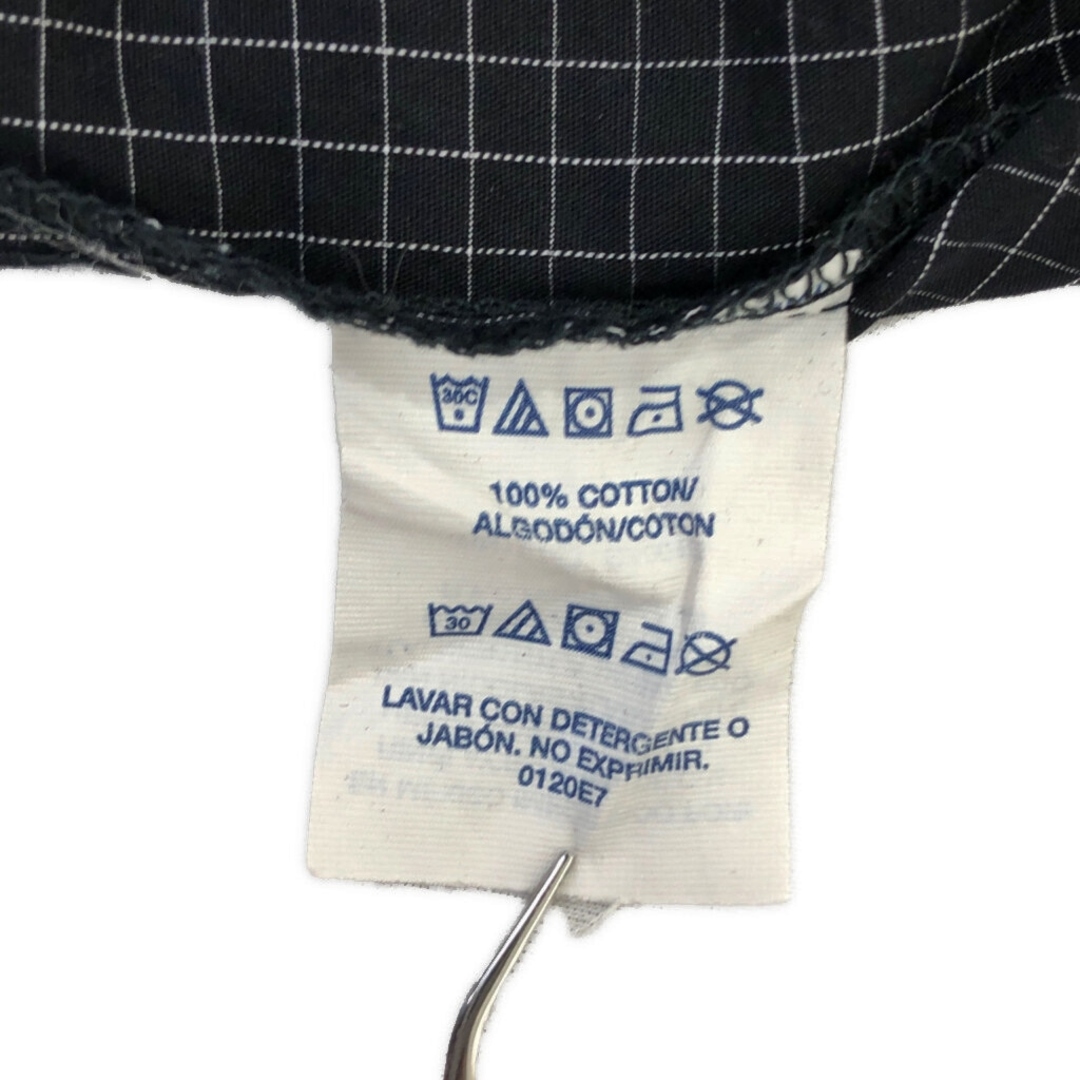 30C
100% COTTON/
ALGODÓN/COTON
30
LAVAR CON DETERGENTE O
JABÓN. NO EXPRIMIR.
0120E7